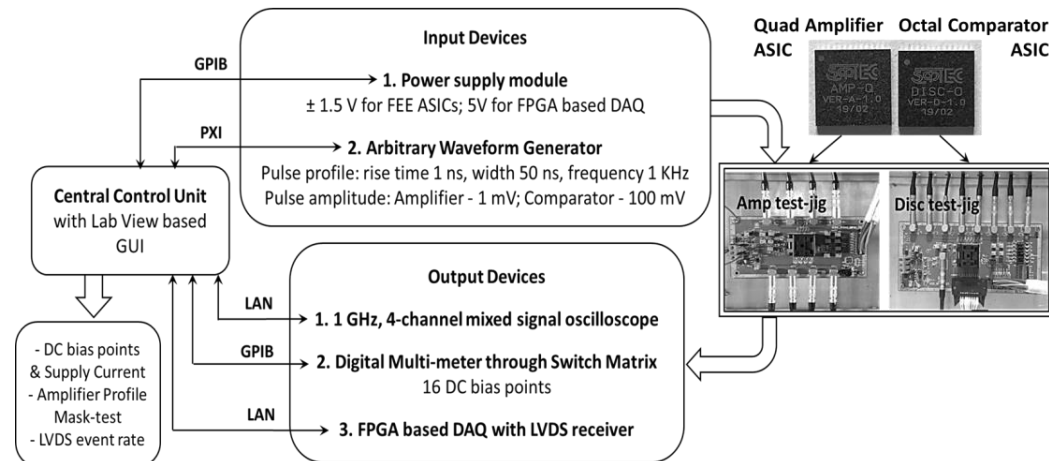 Input Devices
GPIB
1. Power supply module
± 1.5 V for FEE ASICs; 5V for FPGA based DAQ
PXI
2. Arbitrary Waveform Generator
Pulse profile: rise time 1 ns, width 50 ns, frequency 1 KHz
Pulse amplitude: Amplifier - 1 mV; Comparator - 100 mV
Quad Amplifier
ASIC
Octal Comparator
ASIC
AMP-Q
VER-A-1.0
19/02
DISC-O
VER-D-1.0
19/02
Central Control Unit
with Lab View based
GUI
Amp test-jig
Disc test-jig
Output Devices
LAN
1. 1 GHz, 4-channel mixed signal oscilloscope
GPIB
2. Digital Multi-meter through Switch Matrix
16 DC bias points
LAN
3. FPGA based DAQ with LVDS receiver
- DC bias points
& Supply Current
- Amplifier Profile
Mask-test
- LVDS event rate